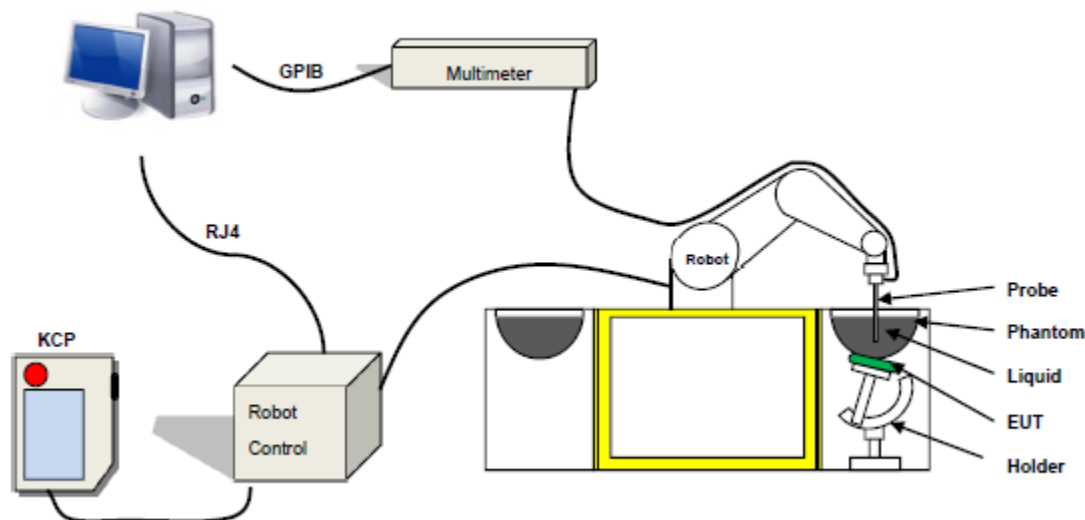 GPIB
Multimeter
RJ4
Robot
Probe
Phantom
KCP
Liquid
Robot
Control
EUT
Holder